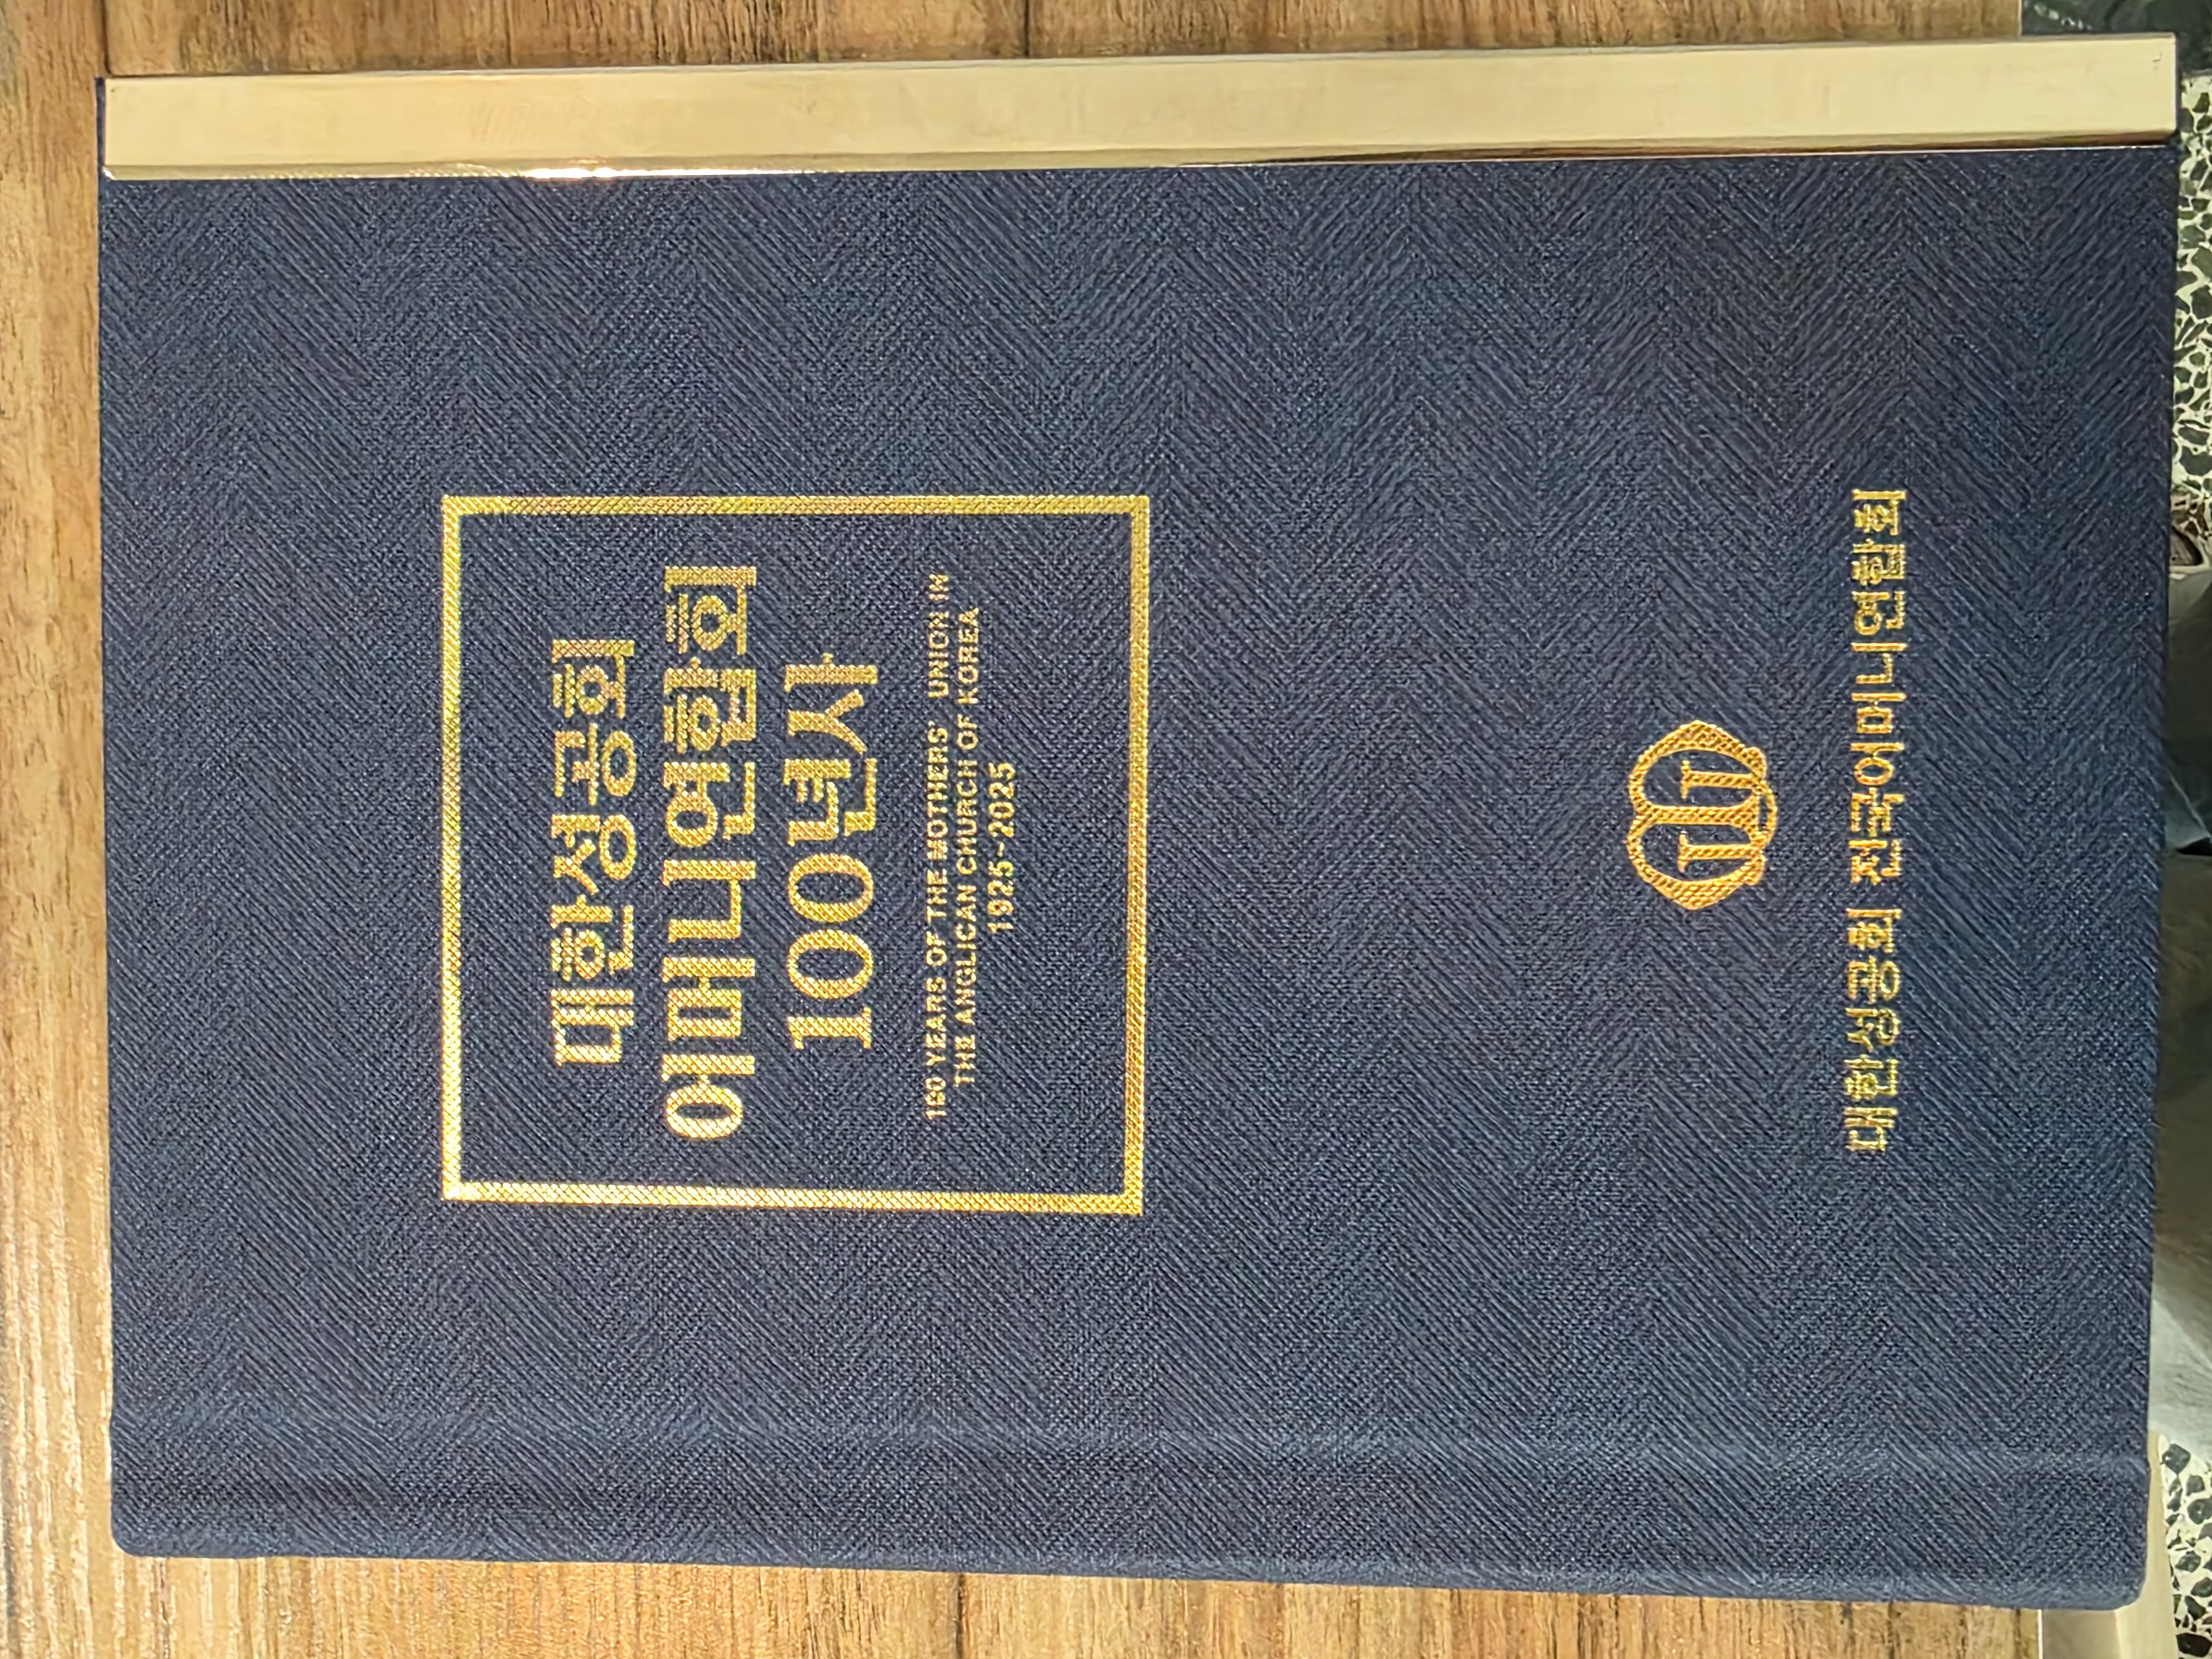 대한성공회
어머니연합회
100년사
100 YEARS OF THE MOTHERS' UNION IN
THE ANGLICAN CHURCH OF KOREA
1925-2025
대한성공회 전국어머니연합회